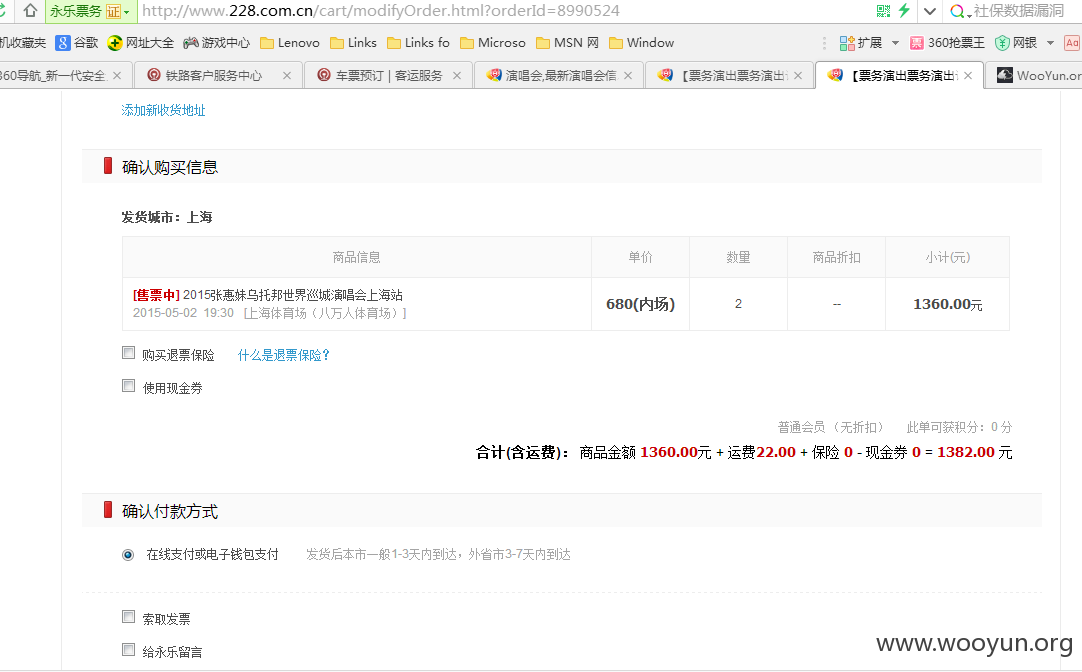 永乐票务 证 http://www.228.com.cn/cart/modifyOrder.html?orderId=8990524 社保数据漏洞
机收藏夹 谷歌 网址大全 游戏中心 Lenovo Links Links fo Microso MSN 网 Window 扩展 360抢票王 网银 Aa
360导航_新一代安全 铁路客户服务中心 车票预订 | 客运服务 演唱会,最新演唱会信 【票务演出票务演出 【票务演出票务演出 WooYun.or
添加新收货地址
确认购买信息
发货城市：上海
商品信息 单价 数量 商品折扣 小计(元)
[售票中] 2015张惠妹乌托邦世界巡城演唱会上海站
2015-05-02 19:30 [上海体育场（八万人体育场）]
680(内场) 2 -- 1360.00元
购买退票保险 什么是退票保险？
使用现金券
普通会员（无折扣） 此单可获积分：0 分
合计(含运费)： 商品金额 1360.00元 + 运费22.00 + 保险 0 - 现金券 0 = 1382.00 元
确认付款方式
在线支付或电子钱包支付 发货后本市一般1-3天内到达，外省市3-7天内到达
索取发票
给永乐留言
www.wooyun.org